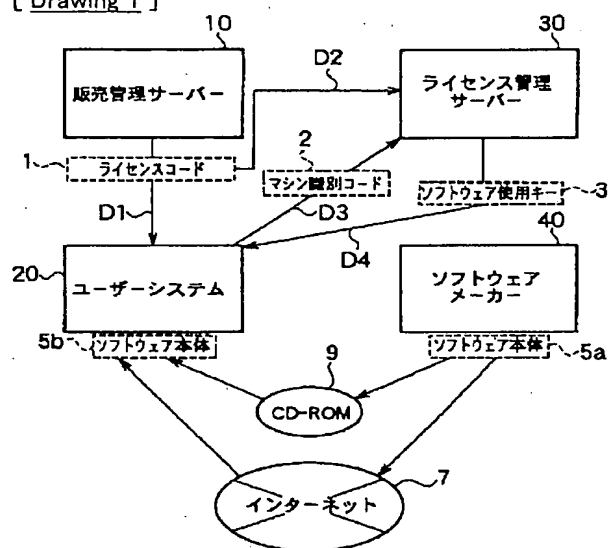 [ Drawing 1 ]
10
30
D2
販売管理サーバー
ライセンス管理
サーバー
1
ライセンスコード
2
マシン識別コード
ソフトウェア使用キー
3
D1
D3
D4
20
40
ユーザーシステム
ソフトウェア
メーカー
5b
ソフトウェア本体
ソフトウェア本体
5a
9
CD-ROM
7
インターネット